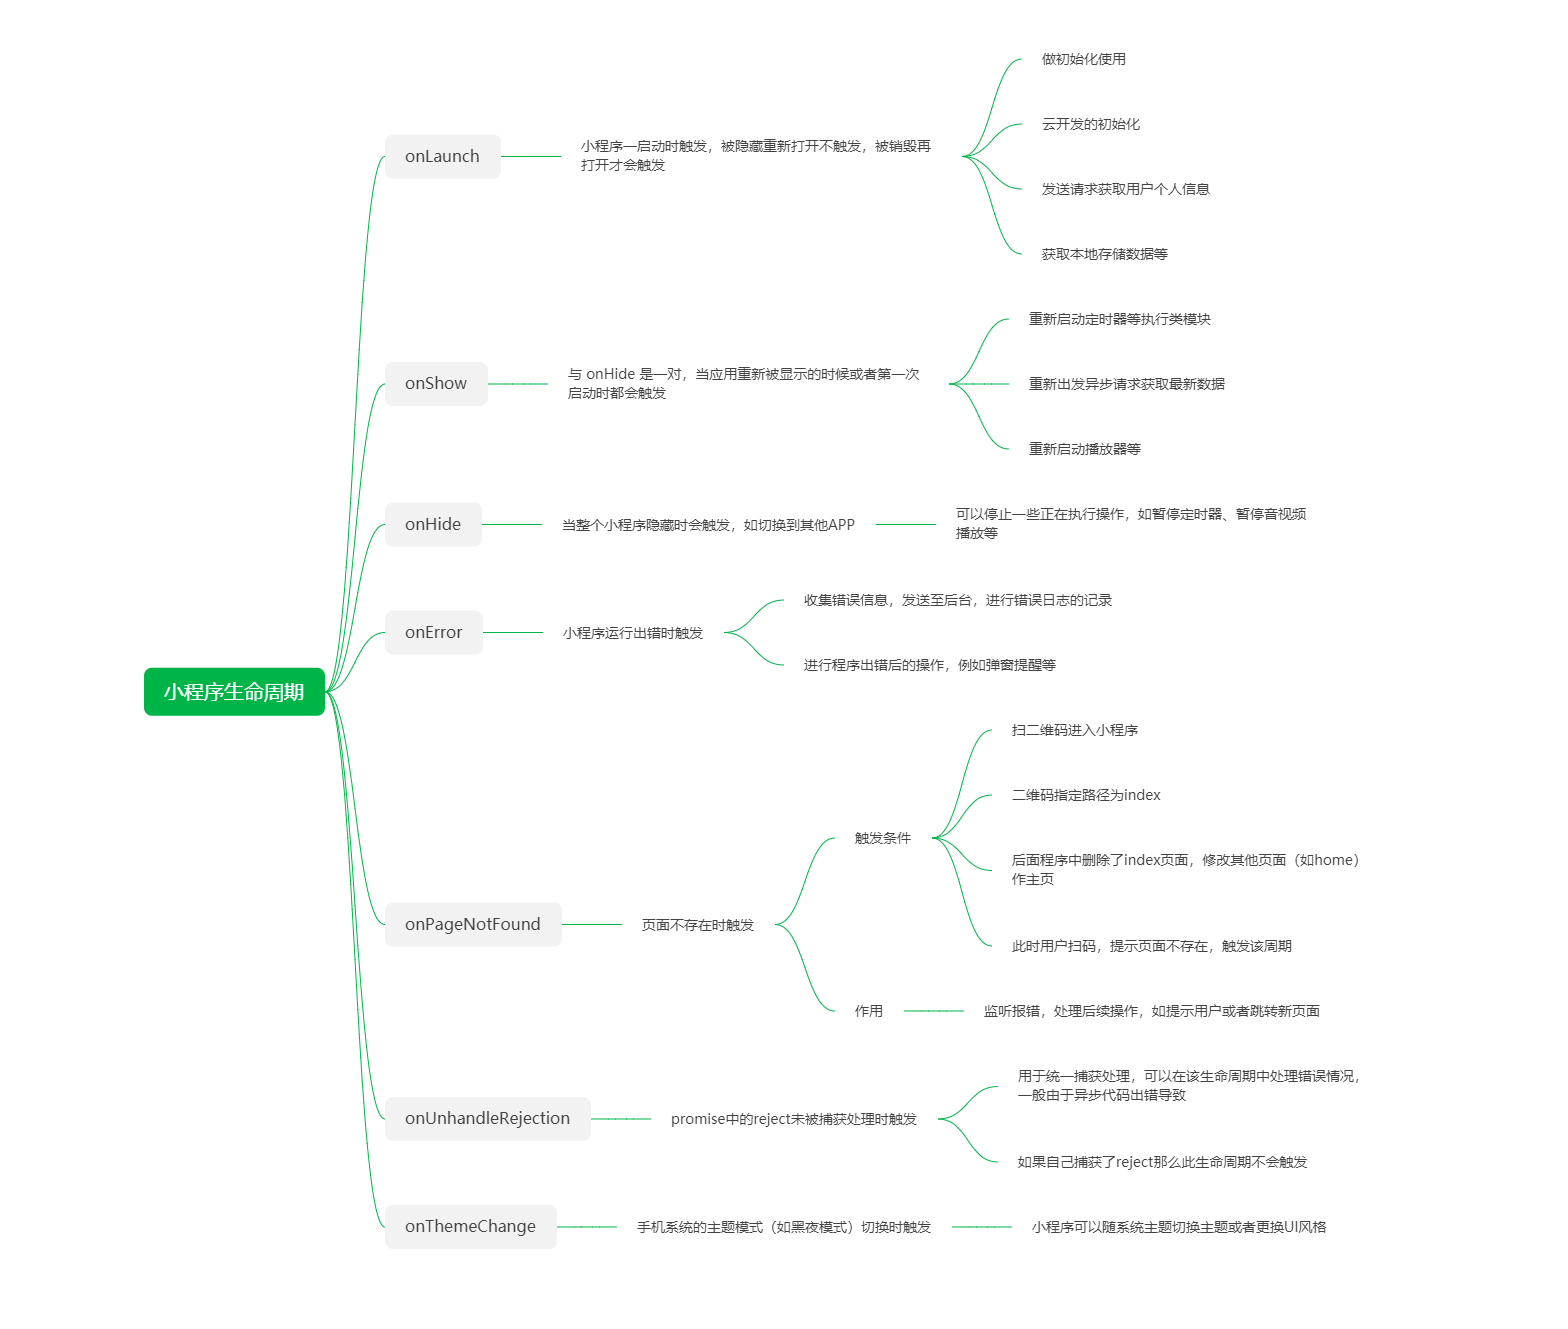 小程序生命周期
onLaunch
小程序一启动时触发，被隐藏重新打开不触发，被销毁再
打开才会触发
做初始化使用
云开发的初始化
发送请求获取用户个人信息
获取本地存储数据等
onShow
与 onHide 是一对，当应用重新被显示的时候或者第一次
启动时都会触发
重新启动定时器等执行类模块
重新出发异步请求获取最新数据
重新启动播放器等
onHide
当整个小程序隐藏时会触发，如切换到其他APP
可以停止一些正在执行操作，如暂停定时器、暂停音视频
播放等
onError
小程序运行出错时触发
收集错误信息，发送至后台，进行错误日志的记录
进行程序出错后的操作，例如弹窗提醒等
onPageNotFound
页面不存在时触发
触发条件
扫二维码进入小程序
二维码指定路径为index
后面程序中删除了index页面，修改其他页面（如home）
作主页
此时用户扫码，提示页面不存在，触发该周期
作用
监听报错，处理后续操作，如提示用户或者跳转新页面
onUnhandleRejection
promise中的reject未被捕获处理时触发
用于统一捕获处理，可以在该生命周期中处理错误情况，
一般由于异步代码出错导致
如果自己捕获了reject那么此生命周期不会触发
onThemeChange
手机系统的主题模式（如黑夜模式）切换时触发
小程序可以随系统主题切换主题或者更换UI风格